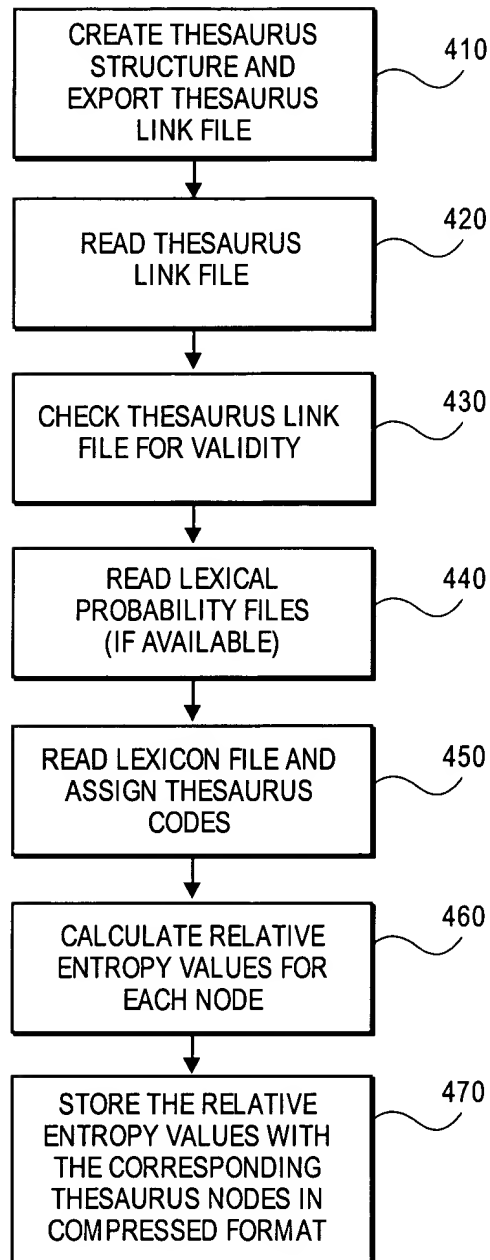 CREATE THESAURUS
STRUCTURE AND
EXPORT THESAURUS
LINK FILE
410
READ THESAURUS
LINK FILE
420
CHECK THESAURUS LINK
FILE FOR VALIDITY
430
READ LEXICAL
PROBABILITY FILES
(IF AVAILABLE)
440
READ LEXICON FILE AND
ASSIGN THESAURUS
CODES
450
CALCULATE RELATIVE
ENTROPY VALUES FOR
EACH NODE
460
STORE THE RELATIVE
ENTROPY VALUES WITH
THE CORRESPONDING
THESAURUS NODES IN
COMPRESSED FORMAT
470